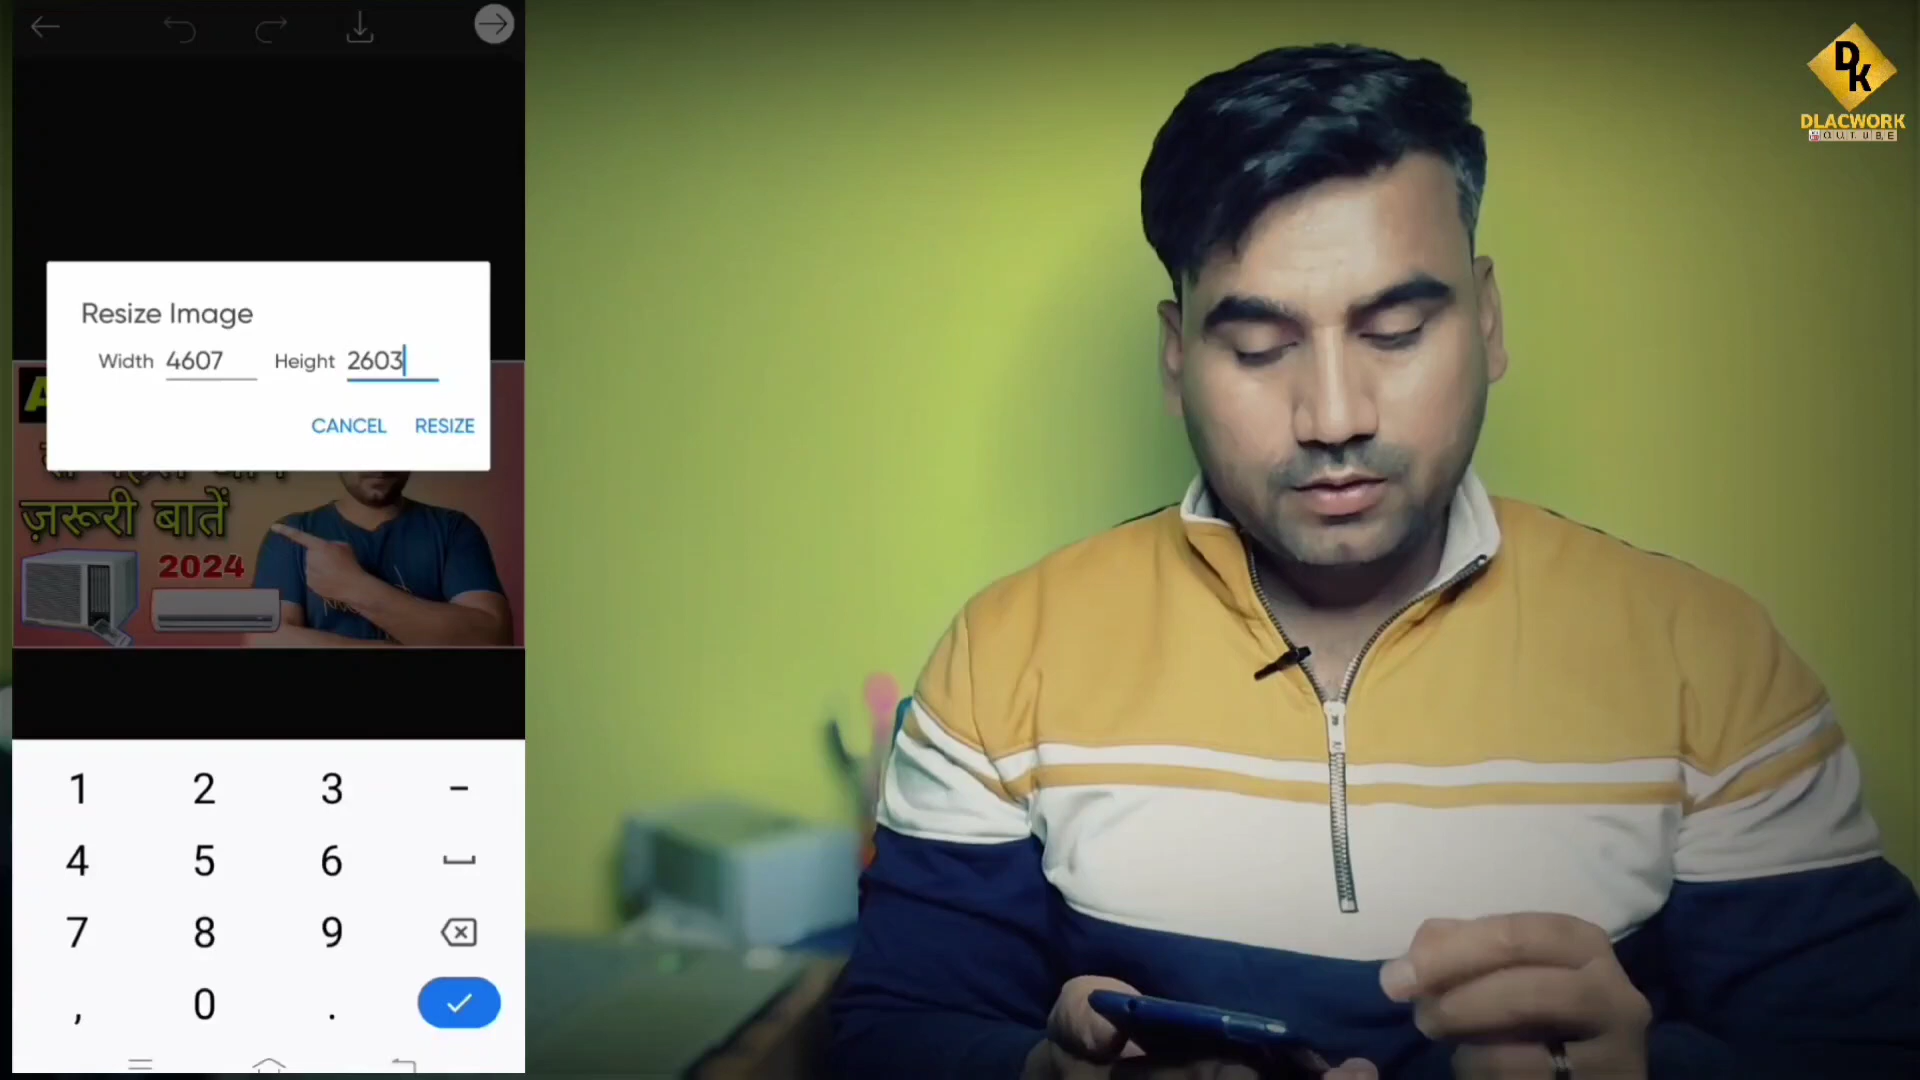 Resize Image
Width 4607 Height 2603
CANCEL RESIZE
ज़रूरी बातें
2024
1 2 3 -
4 5 6
7 8 9
, 0 .
DK
DLACWORK
OUTUBE